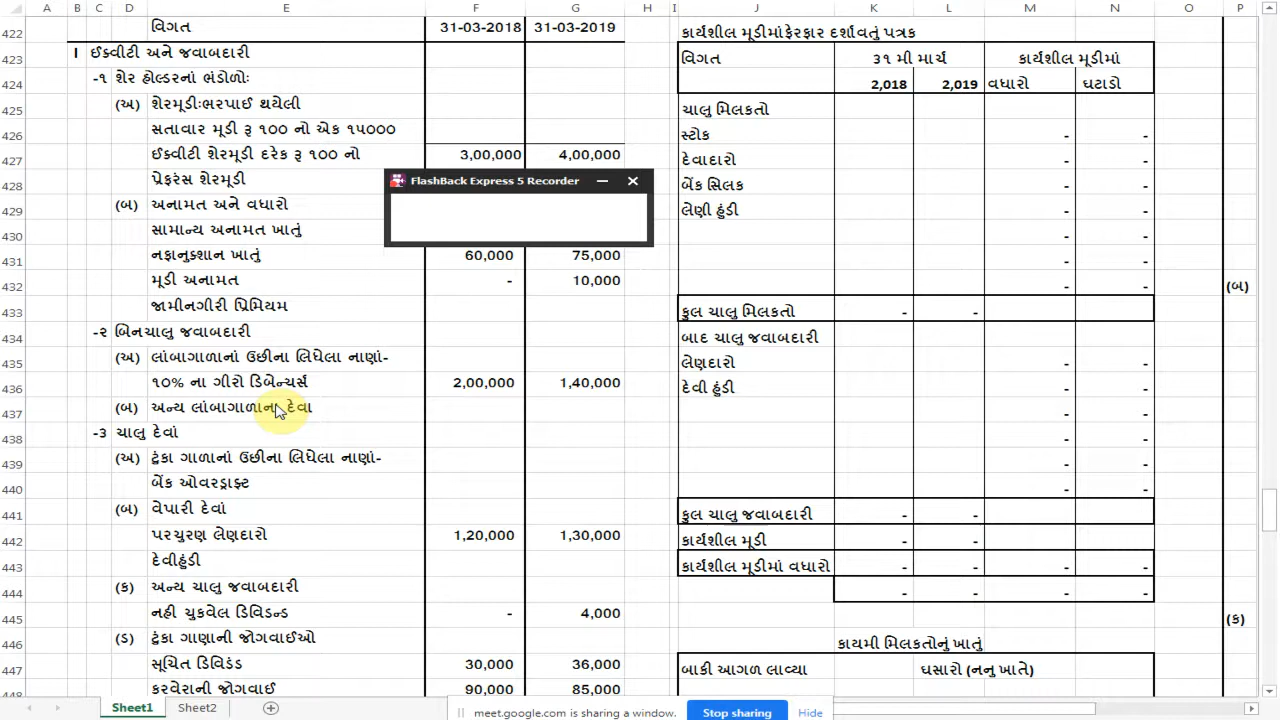 A B C D E F G H I J K L M N O P
422 વિગત 31-03-2018 31-03-2019 કાર્યશીલ મૂડીમાંફેરફાર દર્શાવતું પત્રક
423 I ઈક્વીટી અને જવાબદારી વિગત ૩૧ મી માર્ચ કાર્યશીલ મૂડીમાં
424 -૧ શેર હોલ્ડરનાં ભંડોળોઃ 2,018 2,019 વધારો ઘટાડો
425 (અ) શેરમૂડીઃભરપાઈ થયેલી ચાલુ મિલકતો
426 સતાવાર મૂડી રૂ ૧૦૦ નો એક ૧૫૦૦૦ સ્ટોક - -
427 ઈક્વીટી શેરમૂડી દરેક રૂ ૧૦૦ નો 3,00,000 4,00,000 દેવાદારો - -
428 પ્રેફરંસ શેરમૂડી બેંક સિલક - -
429 (બ) અનામત અને વધારો લેણી હુંડી - -
430 સામાન્ય અનામત ખાતું - -
431 નફાનુક્શાન ખાતું 60,000 75,000 - -
432 મૂડી અનામત - 10,000 - - (બ)
433 જામીનગીરી પ્રિમિયમ કુલ ચાલુ મિલકતો - -
434 -૨ બિનચાલુ જવાબદારી બાદ ચાલુ જવાબદારી
435 (અ) લાંબાગાળાનાં ઉછીના લિધેલા નાણાં- લેણદારો - -
436 ૧૦% ના ગીરો ડિબેન્ચર્સ 2,00,000 1,40,000 દેવી હુંડી - -
437 (બ) અન્ય લાંબાગાળાના દેવા - -
438 -૩ ચાલુ દેવાં - -
439 (અ) ટુંકા ગાળાનાં ઉછીના લિધેલા નાણાં- - -
440 બેંક ઓવરડ્રાફ્ટ - -
441 (બ) વેપારી દેવાં કુલ ચાલુ જવાબદારી - -
442 પરચુરણ લેણદારો 1,20,000 1,30,000 કાર્યશીલ મૂડી - - - -
443 દેવીહુંડી કાર્યશીલ મૂડીમાં વધારો - - - -
444 (ક) અન્ય ચાલુ જવાબદારી - - - -
445 નહી ચુકવેલ ડિવિડન્ડ - 4,000 (ક)
446 (ડ) ટુંકા ગાણાની જોગવાઈઓ કાયમી મિલકતોનું ખાતું
447 સૂચિત ડિવિડંડ 30,000 36,000 બાકી આગળ લાવ્યા ઘસારો (નનુ ખાતે)
448 કરવેરાની જોગવાઈ 90,000 85,000
FlashBack Express 5 Recorder
Sheet1 Sheet2
meet.google.com is sharing a window. Stop sharing Hide